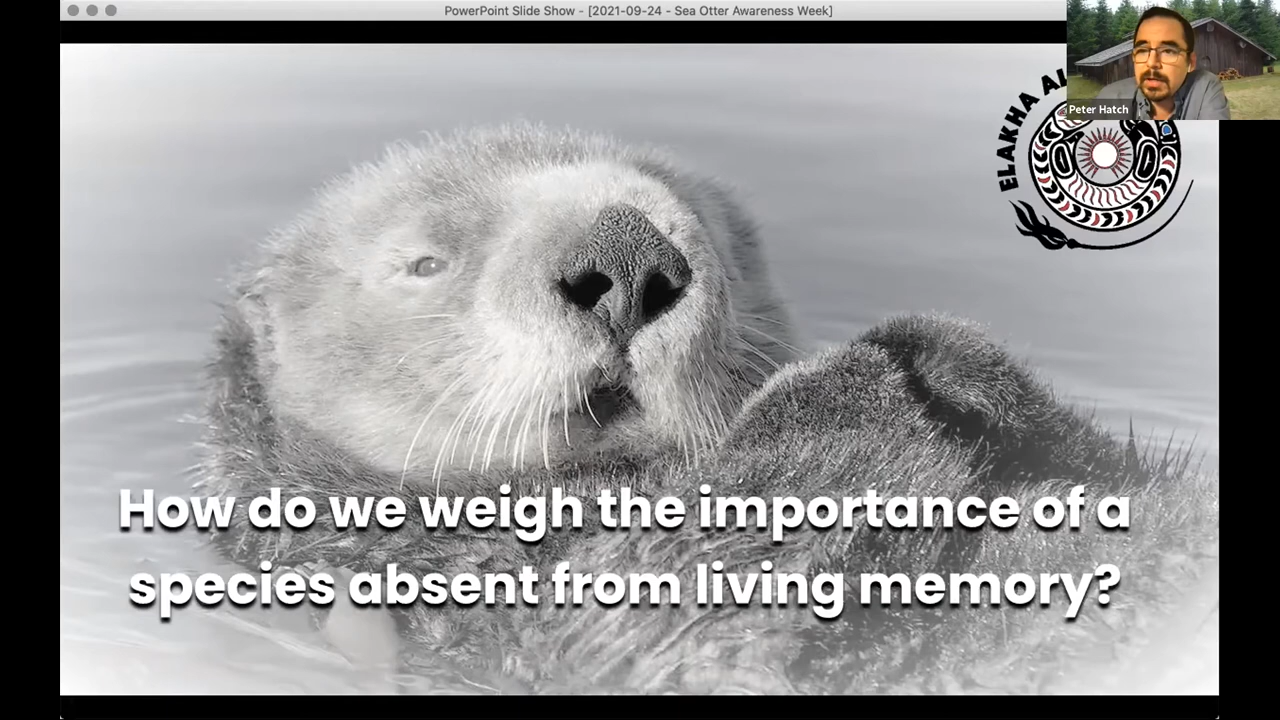 PowerPoint Slide Show - [2021-09-24 - Sea Otter Awareness Week]
Peter Hatch
ELAKHA
How do we weigh the importance of a
species absent from living memory?